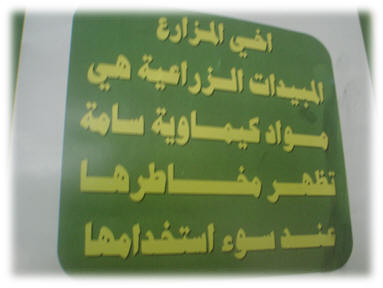 اخي المزارع
المبيدات الزراعية هي
مواد كيماوية سامة
تظهر مخاطرها
عند سوء استخدامها